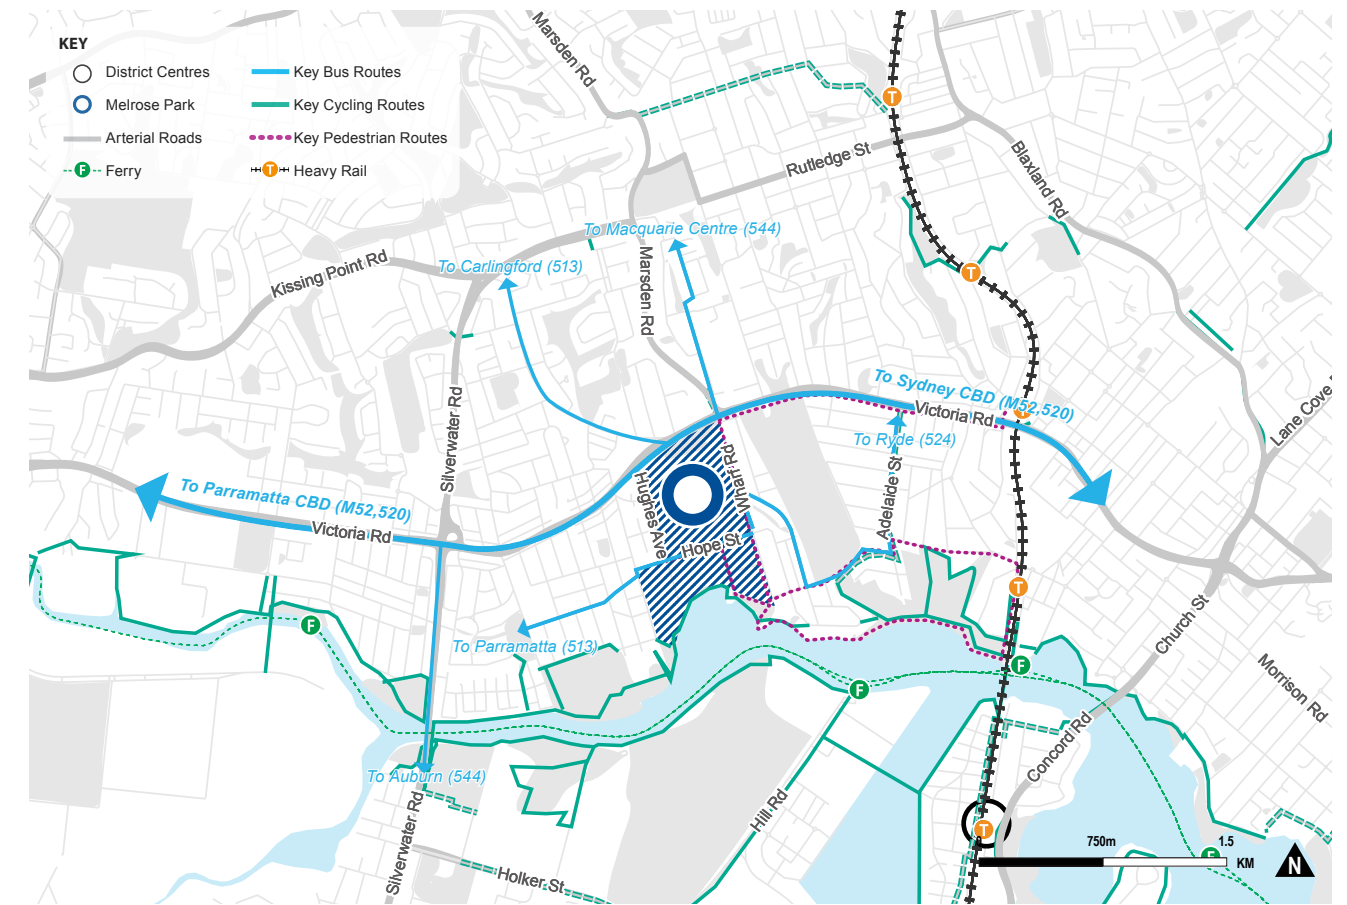 KEY
District Centres
Key Bus Routes
Melrose Park
Key Cycling Routes
Arterial Roads
Key Pedestrian Routes
F
Ferry
T
Heavy Rail
Marsden Rd
T
Rutledge St
Blaxland Rd
To Macquarie Centre (544)
Kissing Point Rd
To Carlingford (513)
Marsden Rd
T
To Sydney CBD (M52,520)
Victoria Rd
T
Lane Cove
Silverwater Rd
To Ryde (524)
Wharf Rd
Hughes Ave
Adelaide St
To Parramatta CBD (M52,520)
Victoria Rd
Hope St
T
Church St
F
To Parramatta (513)
F
F
Morrison Rd
Concord Rd
To Auburn (544)
Silverwater Rd
Hill Rd
T
750m
1.5
KM
F
N
Holker St